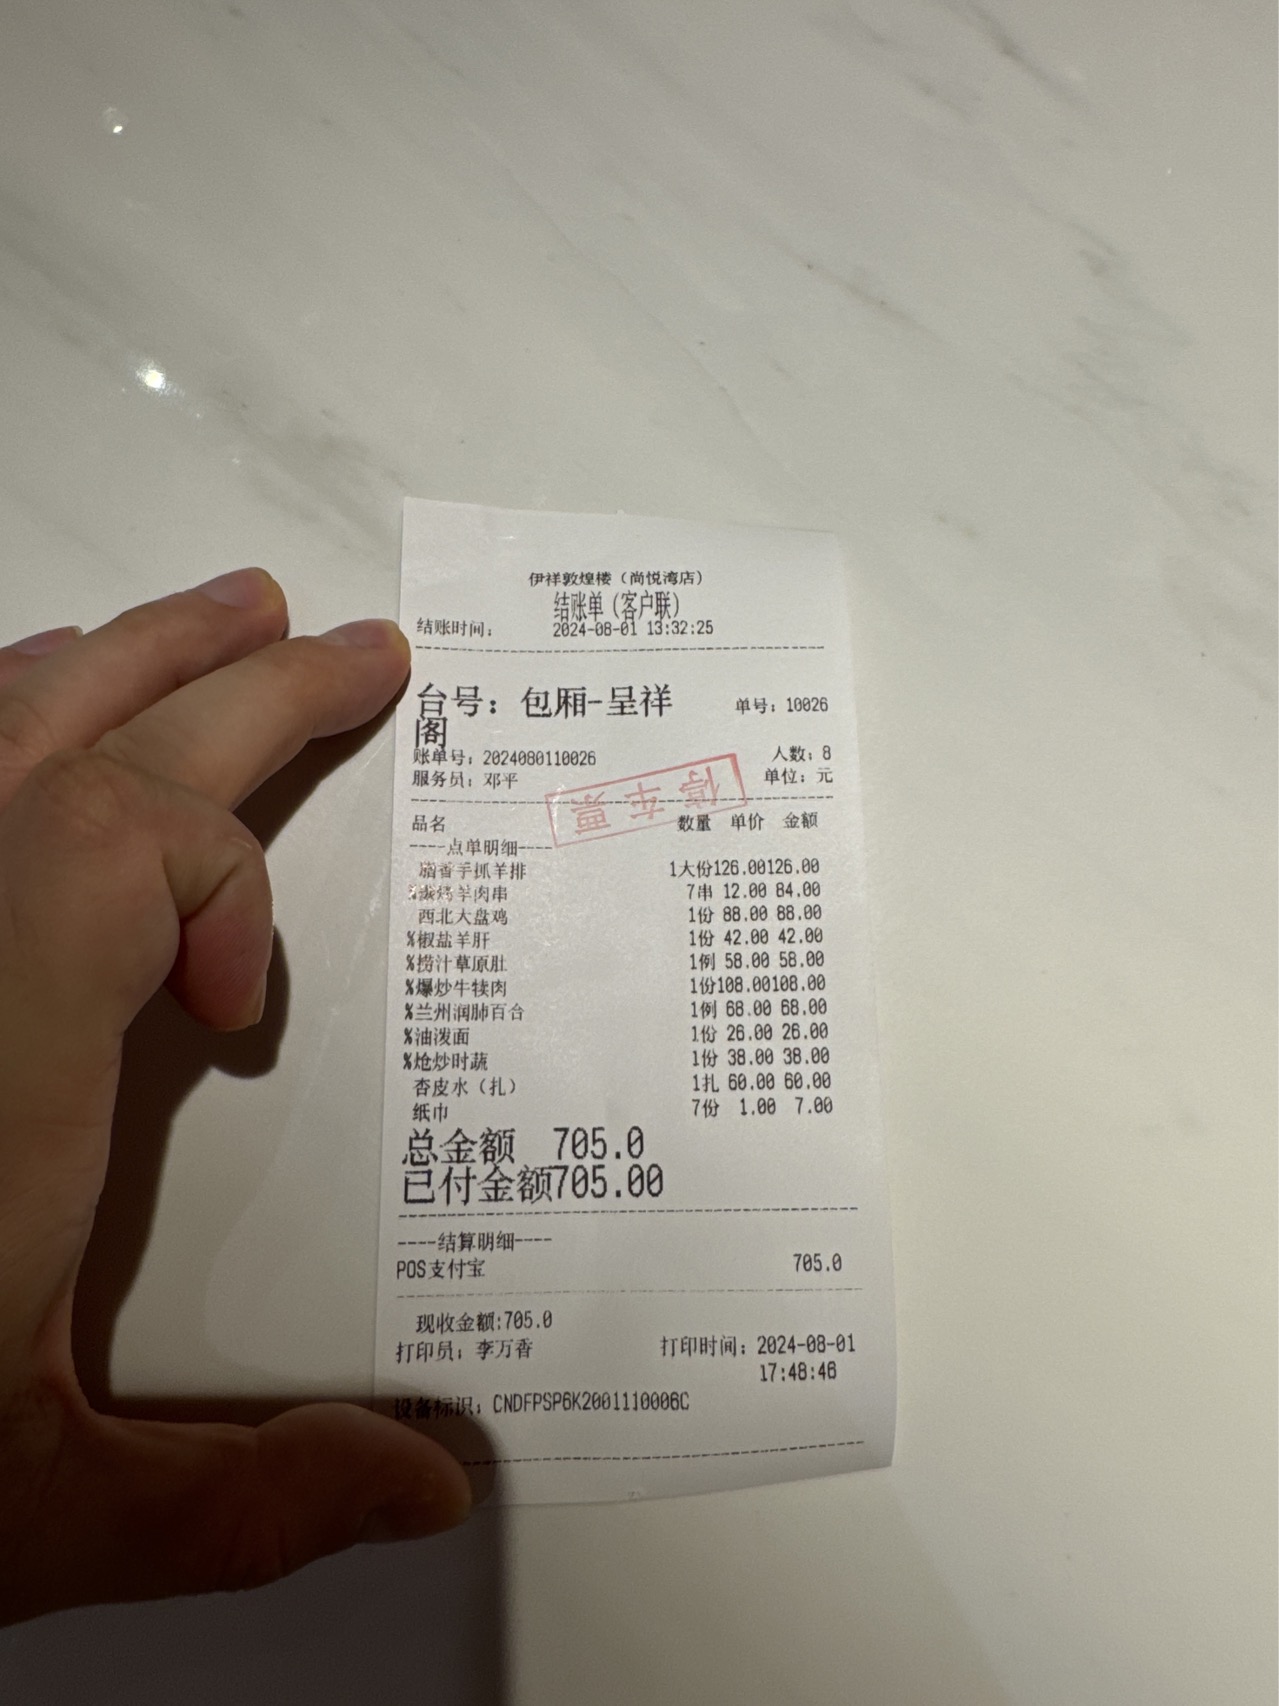 伊祥敦煌楼（尚悦湾店）
结账单（客户联）
结账时间： 2024-08-01 13:32:25
台号：包厢-呈祥 单号：10026
阁
账单号：2024080110026 人数：8
服务员：邓平 单位：元
停车票
品名 数量 单价 金额
----点单明细----
手抓羊排 1大份126.00126.00
羊肉串 7串 12.00 84.00
西北大盘鸡 1份 88.00 88.00
%椒盐羊肝 1份 42.00 42.00
%捞汁草原肚 1例 58.00 58.00
%爆炒牛犊肉 1份108.00108.00
%兰州润肺百合 1例 68.00 68.00
%油泼面 1份 26.00 26.00
%炝炒时蔬 1份 38.00 38.00
杏皮水（扎） 1扎 60.00 60.00
纸巾 7份 1.00 7.00
总金额 705.0
已付金额705.00
----结算明细----
POS支付宝 705.0
现收金额:705.0
打印员：李万香 打印时间：2024-08-01
17:48:46
设备标识：CNDFPSP6K2001110006C